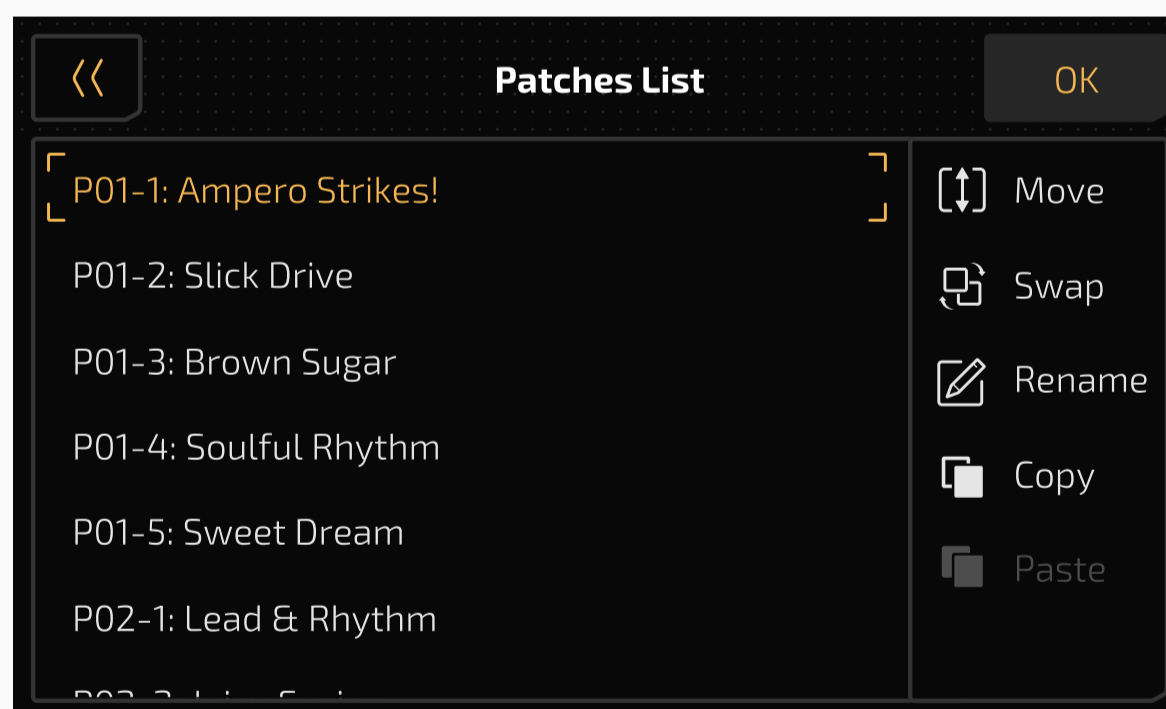 Patches List
OK
P01-1: Ampero Strikes!
P01-2: Slick Drive
P01-3: Brown Sugar
P01-4: Soulful Rhythm
P01-5: Sweet Dream
P02-1: Lead & Rhythm
Move
Swap
Rename
Copy
Paste